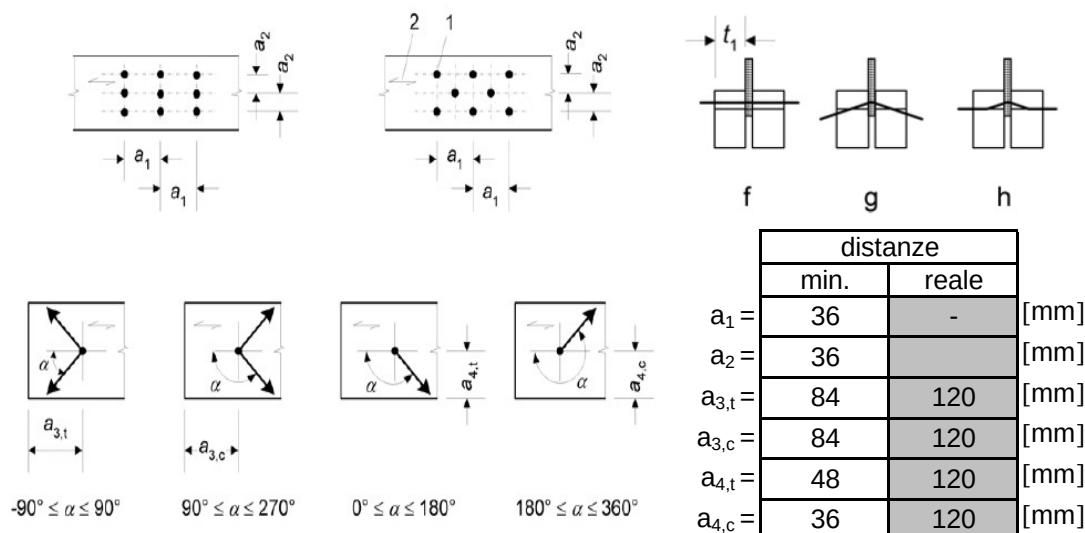 a2
a2
a1
a1
2 1
a2
a2
a1
a1
t1
f g h
α
a3,t
-90° ≤ α ≤ 90°
α
a3,c
90° ≤ α ≤ 270°
α
a4,t
0° ≤ α ≤ 180°
α
a4,c
180° ≤ α ≤ 360°
distanze
min. reale
a1 = 36 - [mm]
a2 = 36 [mm]
a3,t = 84 120 [mm]
a3,c = 84 120 [mm]
a4,t = 48 120 [mm]
a4,c = 36 120 [mm]